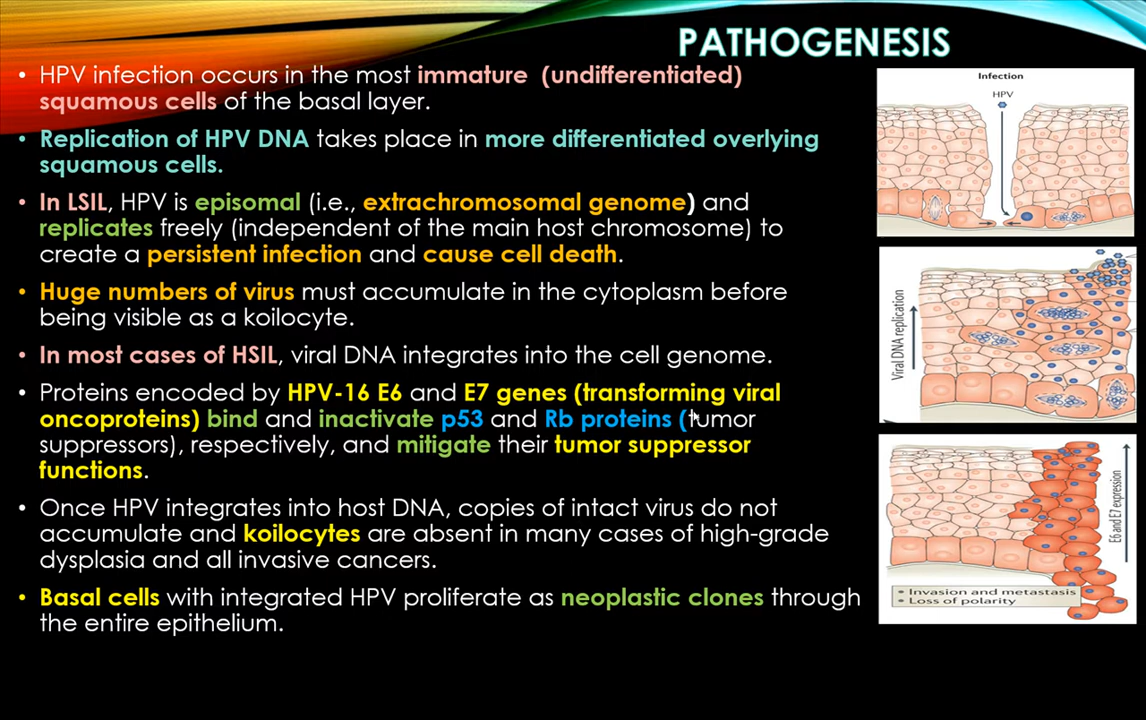 PATHOGENESIS
• HPV infection occurs in the most immature (undifferentiated)
squamous cells of the basal layer.
• Replication of HPV DNA takes place in more differentiated overlying
squamous cells.
• In LSIL, HPV is episomal (i.e., extrachromosomal genome) and
replicates freely (independent of the main host chromosome) to
create a persistent infection and cause cell death.
• Huge numbers of virus must accumulate in the cytoplasm before
being visible as a koilocyte.
• In most cases of HSIL, viral DNA integrates into the cell genome.
• Proteins encoded by HPV-16 E6 and E7 genes (transforming viral
oncoproteins) bind and inactivate p53 and Rb proteins (tumor
suppressors), respectively, and mitigate their tumor suppressor
functions.
• Once HPV integrates into host DNA, copies of intact virus do not
accumulate and koilocytes are absent in many cases of high-grade
dysplasia and all invasive cancers.
• Basal cells with integrated HPV proliferate as neoplastic clones through
the entire epithelium.
Infection
HPV
Viral DNA replication
E6 and E7 expression
• Invasion and metastasis
• Loss of polarity